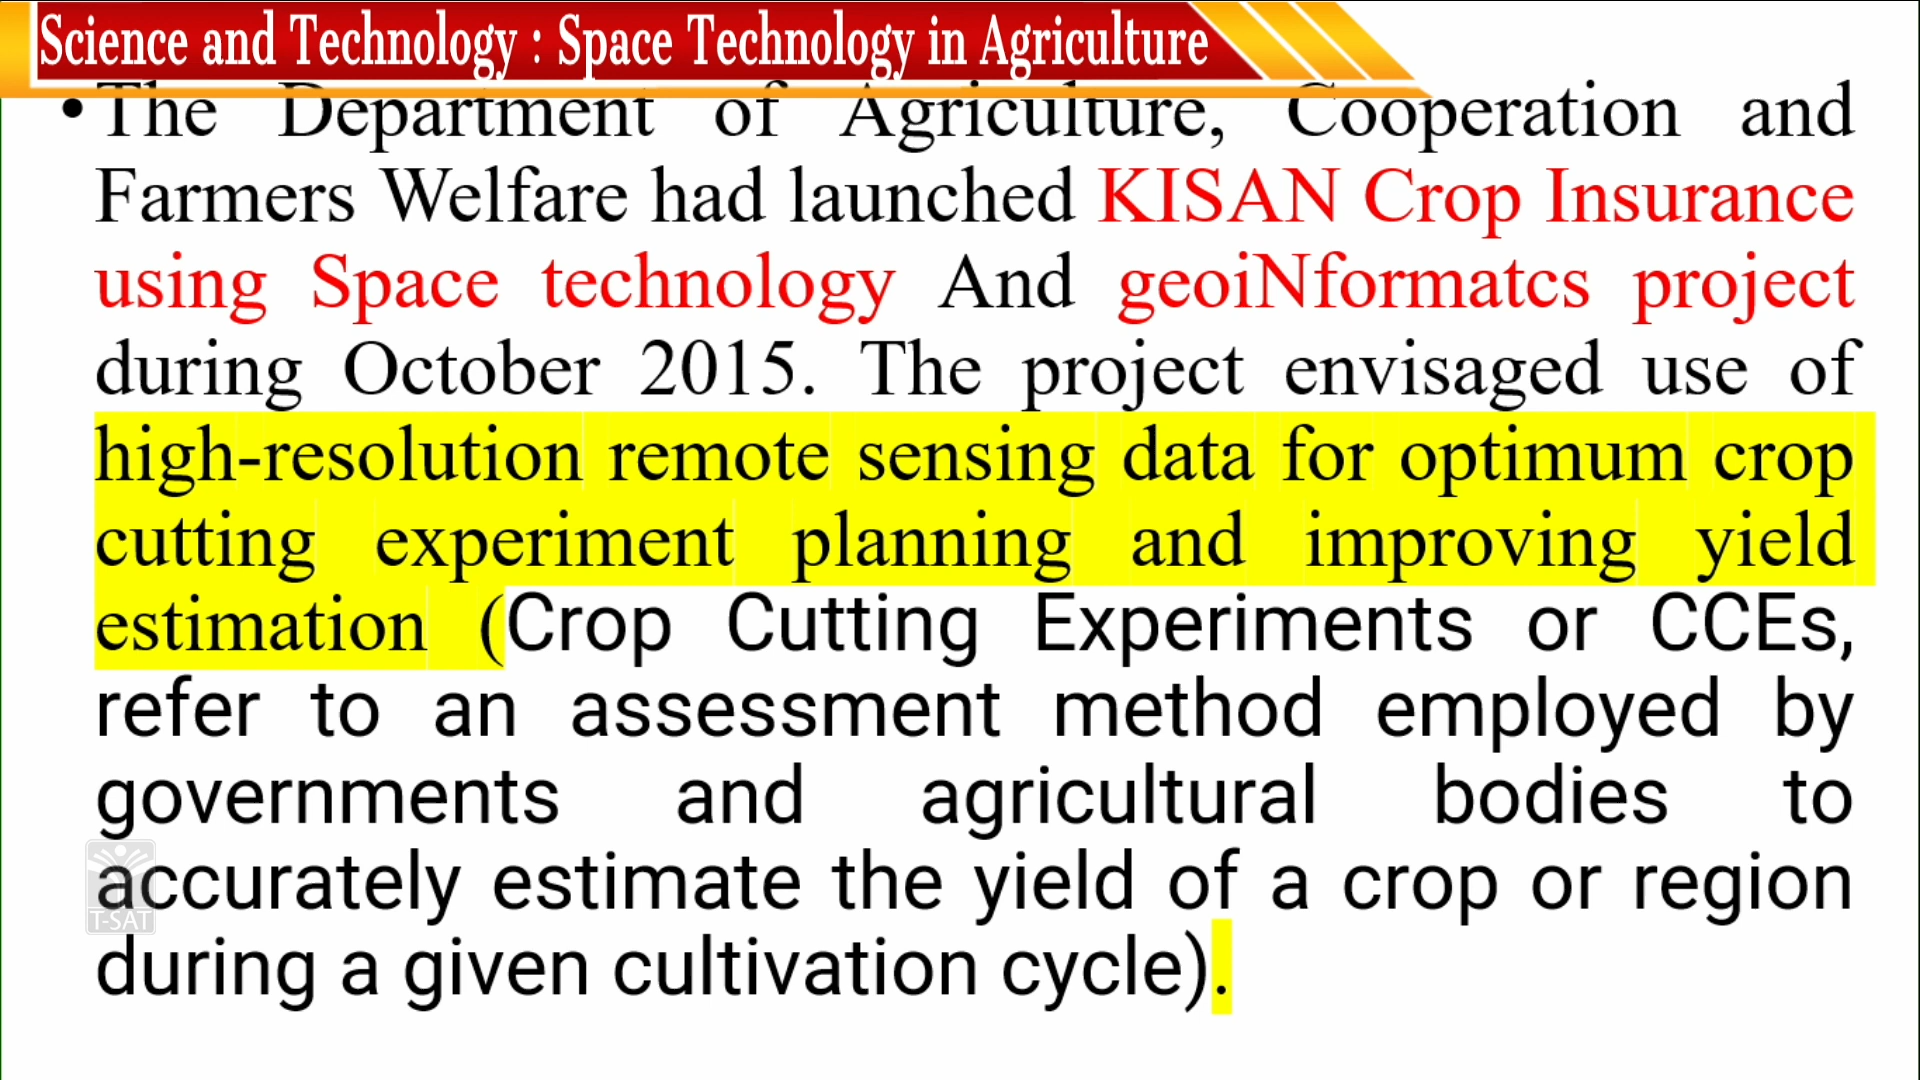 Science and Technology : Space Technology in Agriculture
• The Department of Agriculture, Cooperation and
Farmers Welfare had launched KISAN Crop Insurance
using Space technology And geoiNformatcs project
during October 2015. The project envisaged use of
high-resolution remote sensing data for optimum crop
cutting experiment planning and improving yield
estimation (Crop Cutting Experiments or CCEs,
refer to an assessment method employed by
governments and agricultural bodies to
accurately estimate the yield of a crop or region
T-SAT
during a given cultivation cycle).